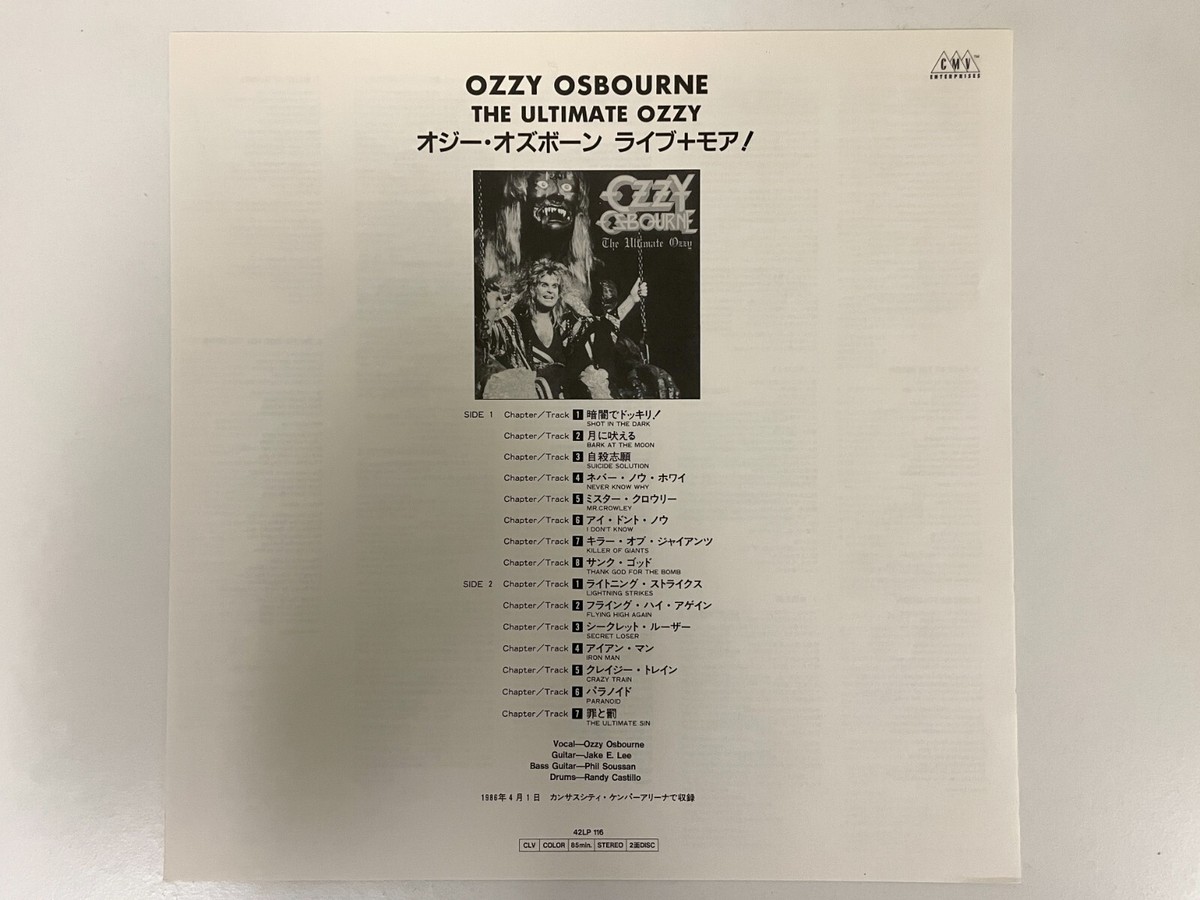 CMV™
ENTERPRISES
OZZY OSBOURNE
THE ULTIMATE OZZY
オジー・オズボーン ライブ+モア!
OZZY
OSBOURNE
The Ultimate Ozzy
SIDE 1 Chapter/Track 1 暗闇でドッキリ!
SHOT IN THE DARK
Chapter/Track 2 月に吠える
BARK AT THE MOON
Chapter/Track 3 自殺志願
SUICIDE SOLUTION
Chapter/Track 4 ネバー・ノウ・ホワイ
NEVER KNOW WHY
Chapter/Track 5 ミスター・クロウリー
MR.CROWLEY
Chapter/Track 6 アイ・ドント・ノウ
I DON'T KNOW
Chapter/Track 7 キラー・オブ・ジャイアンツ
KILLER OF GIANTS
Chapter/Track 8 サンク・ゴッド
THANK GOD FOR THE BOMB
SIDE 2 Chapter/Track 1 ライトニング・ストライクス
LIGHTNING STRIKES
Chapter/Track 2 フライング・ハイ・アゲイン
FLYING HIGH AGAIN
Chapter/Track 3 シークレット・ルーザー
SECRET LOSER
Chapter/Track 4 アイアン・マン
IRON MAN
Chapter/Track 5 クレイジー・トレイン
CRAZY TRAIN
Chapter/Track 6 パラノイド
PARANOID
Chapter/Track 7 罪と罰
THE ULTIMATE SIN
Vocal—Ozzy Osbourne
Guitar—Jake E. Lee
Bass Guitar—Phil Soussan
Drums—Randy Castillo
1986年4月1日 カンサスシティ・ケンパーアリーナで収録
42LP 116
CLV COLOR 85min. STEREO 2面DISC